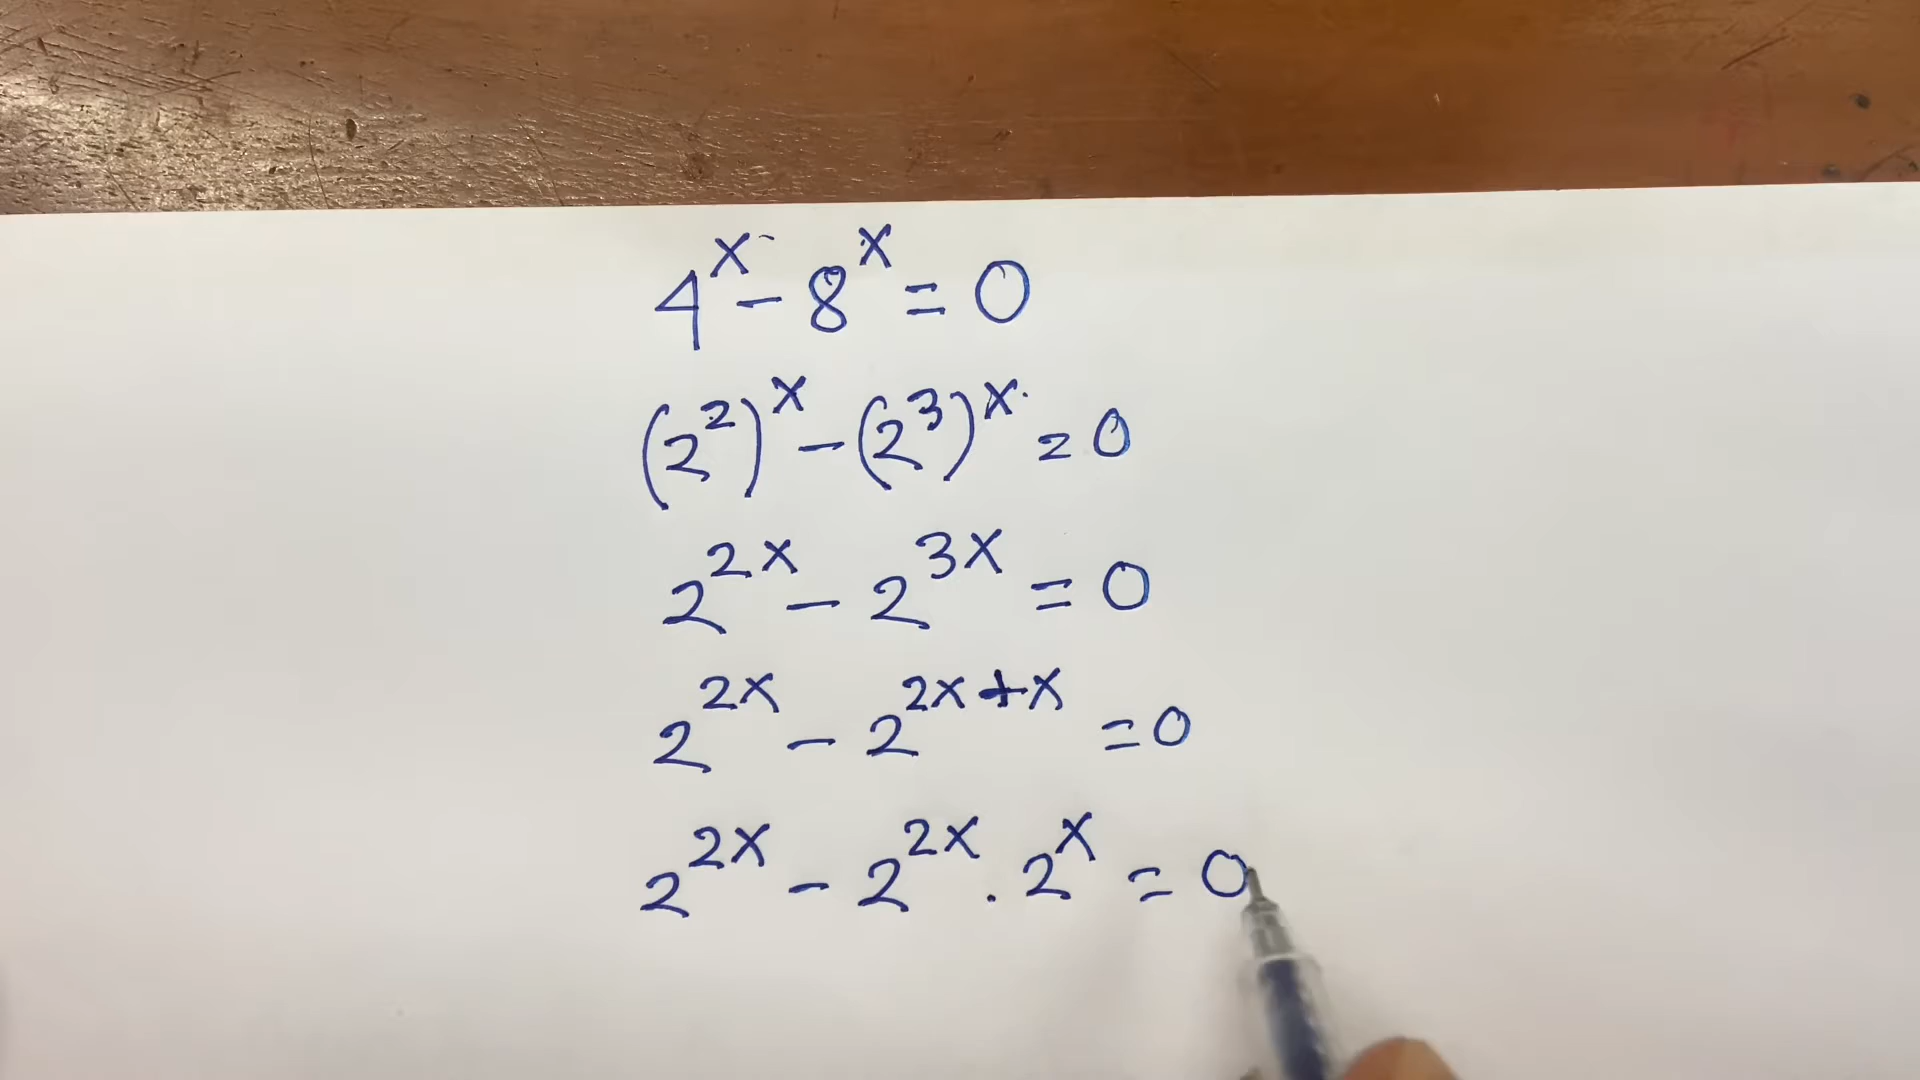 4^x - 8^x = 0
(2^2)^x - (2^3)^x = 0
2^{2x} - 2^{3x} = 0
2^{2x} - 2^{2x+x} = 0
2^{2x} - 2^{2x} . 2^x = 0